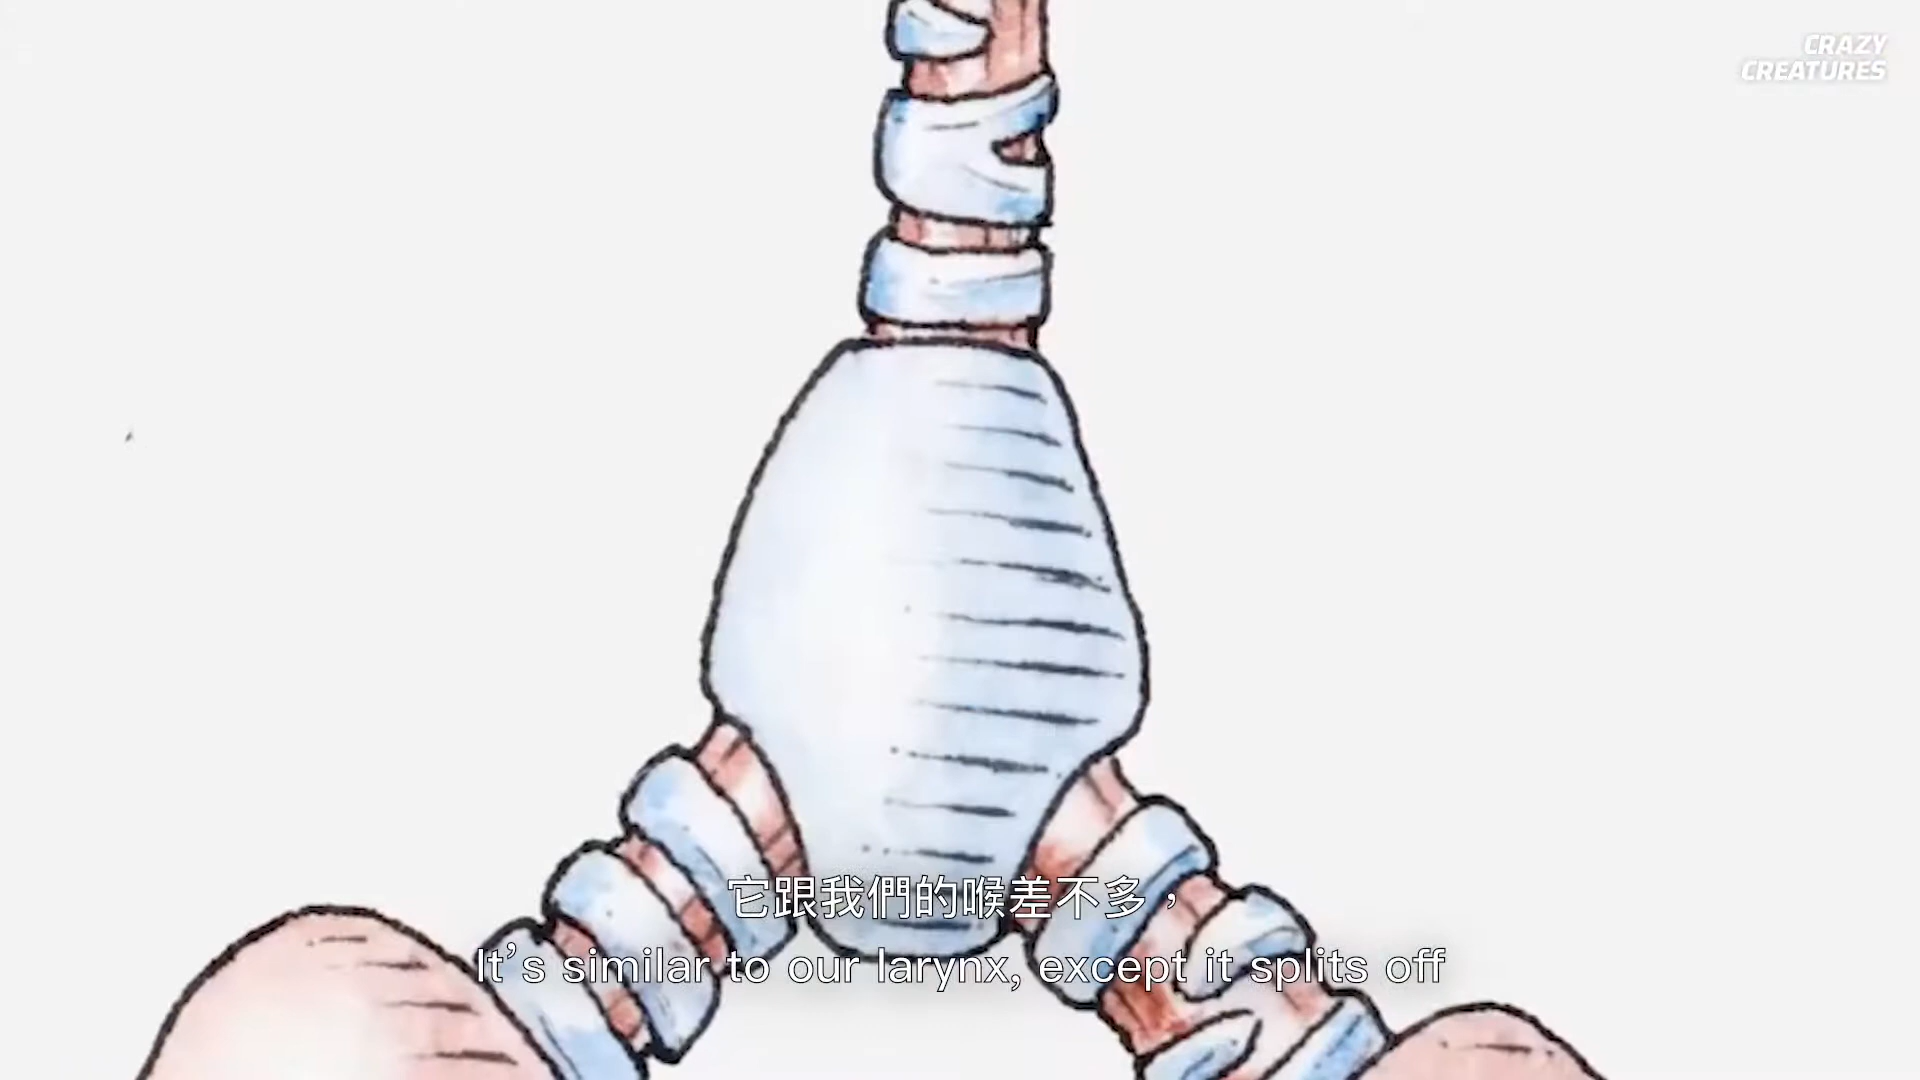 CRAZY
CREATURES
它跟我們的喉差不多，
It's similar to our larynx, except it splits off